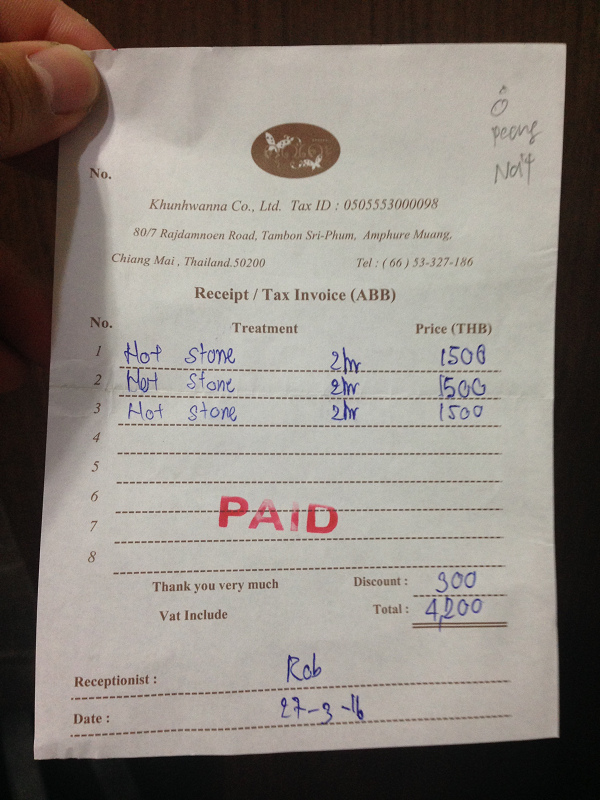 peang
No.
Khunhwanna Co., Ltd. Tax ID : 0505553000098
80/7 Rajdamnoen Road, Tambon Sri-Phum, Amphure Muang,
Chiang Mai , Thailand.50200 Tel : ( 66 ) 53-327-186
Receipt / Tax Invoice (ABB)
No. Treatment Price (THB)
1 Hot Stone 2hr 1500
2 Hot Stone 2hr 1500
3 Hot Stone 2hr 1500
4
5
6
PAID
7
8
Thank you very much Discount : 300
Vat Include Total : 4,200
Receptionist : Rob
Date : 27-3-16